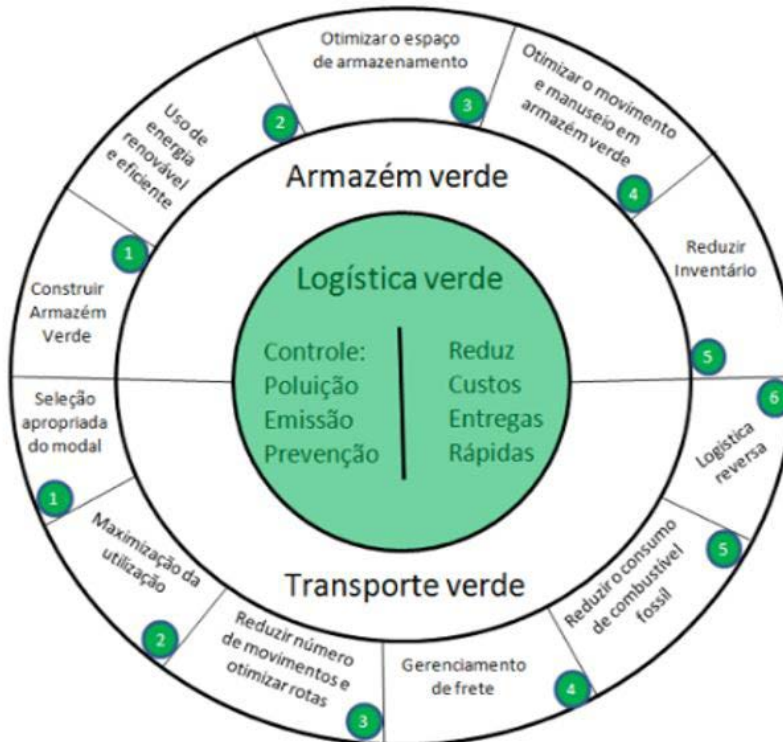 Otimizar o espaço
de armazenamento
3
Otimizar o movimento
e manuseio em
armazém verde
4
Uso de
energia
renovável
e eficiente
2
Construir
Armazém
Verde
1
Reduzir
Inventário
5
Armazém verde
Logística verde
Controle:
Poluição
Emissão
Prevenção
Reduz
Custos
Entregas
Rápidas
Transporte verde
Seleção
apropriada
do modal
1
Maximização da
utilização
2
Reduzir número
de movimentos e
otimizar rotas
3
Gerenciamento
de frete
4
Reduzir o consumo
de combustível
fossíl
5
Logística
reversa
6